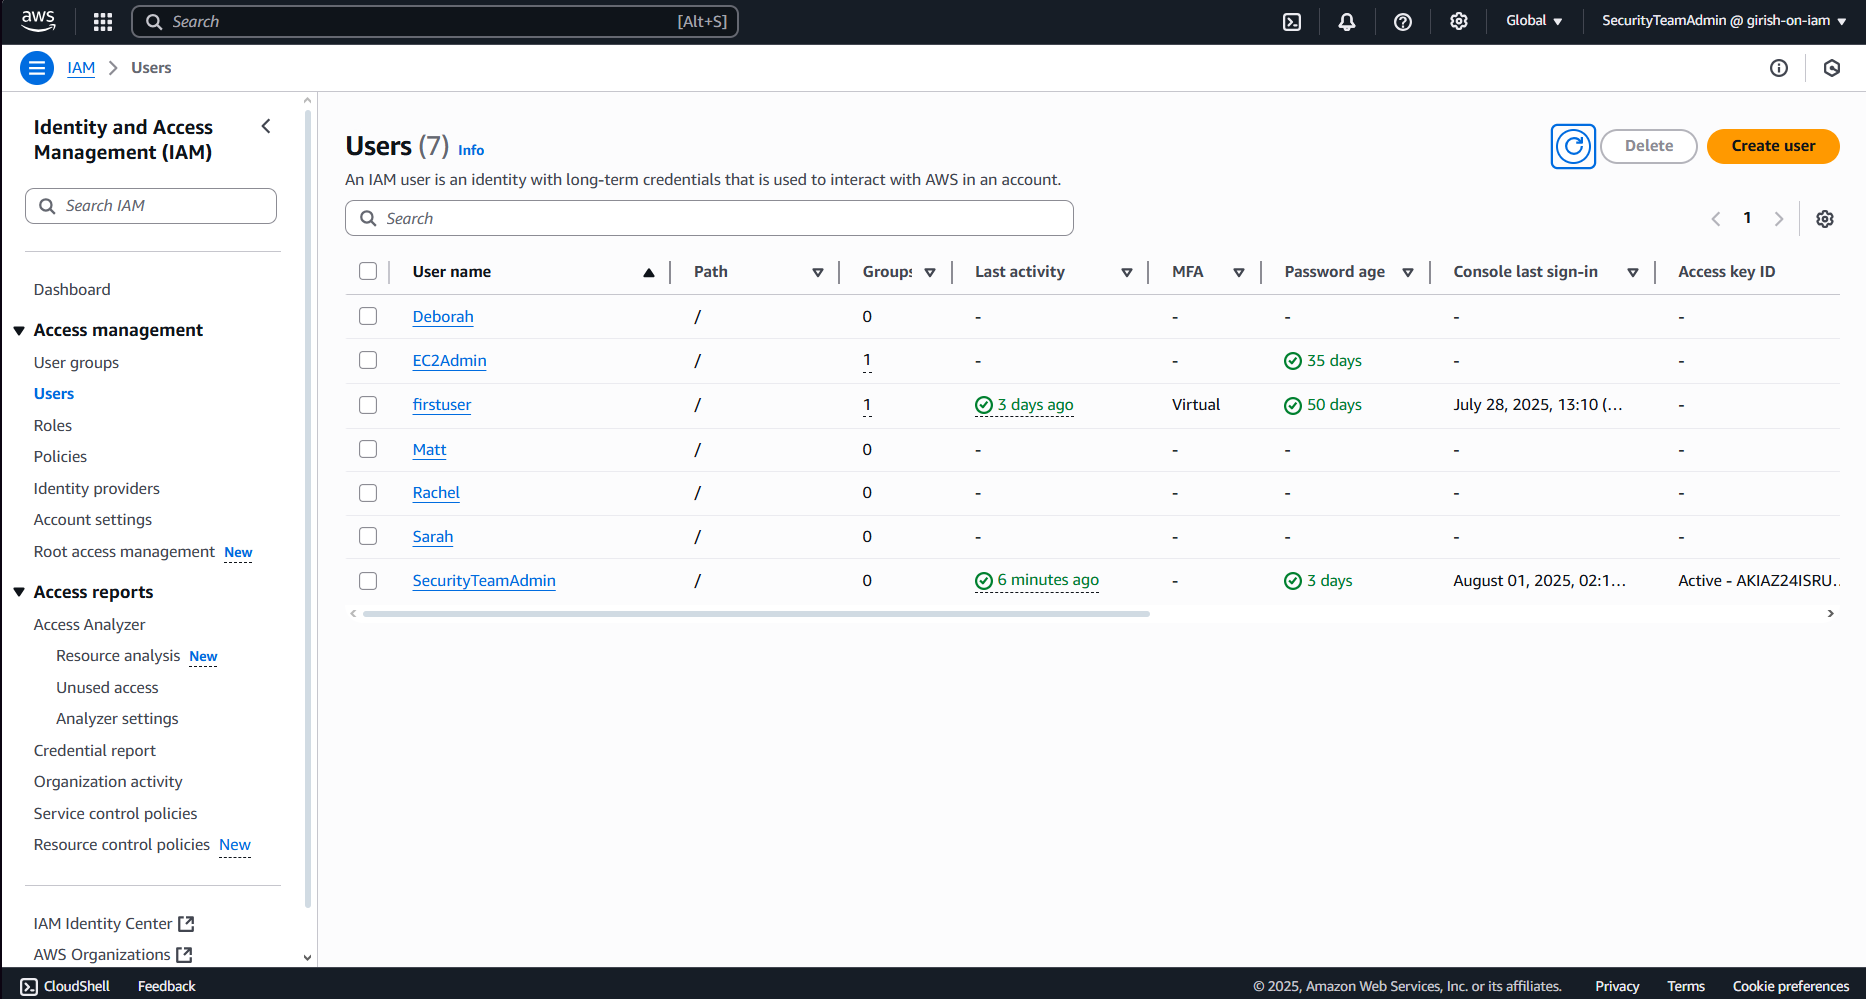 aws
Search [Alt+S]
Global
SecurityTeamAdmin @ girish-on-iam
IAM
Users
Identity and Access
Management (IAM)
Search IAM
Dashboard
Access management
User groups
Users
Roles
Policies
Identity providers
Account settings
Root access management New
Access reports
Access Analyzer
Resource analysis New
Unused access
Analyzer settings
Credential report
Organization activity
Service control policies
Resource control policies New
IAM Identity Center
AWS Organizations
Users (7) Info
Delete
Create user
An IAM user is an identity with long-term credentials that is used to interact with AWS in an account.
Search
1
User name Path Groups Last activity MFA Password age Console last sign-in Access key ID
Deborah / 0 - - - - -
EC2Admin / 1 - - 35 days - -
firstuser / 1 3 days ago Virtual 50 days July 28, 2025, 13:10 (… -
Matt / 0 - - - - -
Rachel / 0 - - - - -
Sarah / 0 - - - - -
SecurityTeamAdmin / 0 6 minutes ago - 3 days August 01, 2025, 02:1… Active - AKIAZ24ISRU…
CloudShell
Feedback
© 2025, Amazon Web Services, Inc. or its affiliates.
Privacy
Terms
Cookie preferences